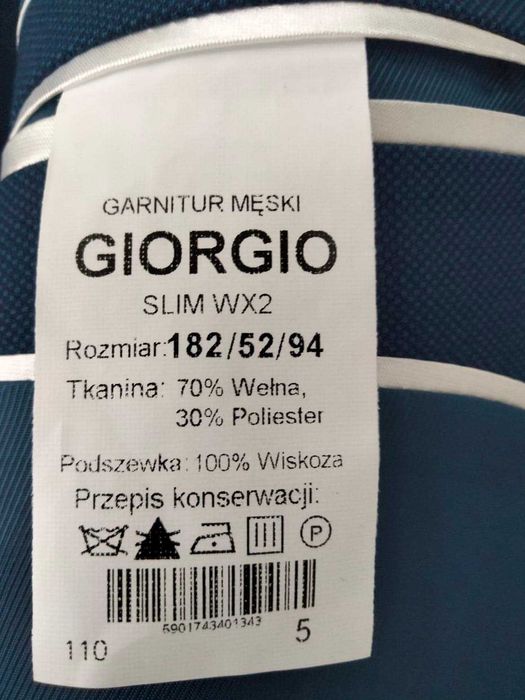 GARNITUR MĘSKI
GIORGIO
SLIM WX2
Rozmiar:182/52/94
Tkanina: 70% Wełna,
30% Poliester
Podszewka: 100% Wiskoza
Przepis konserwacji:
P
5901743401343
5
110